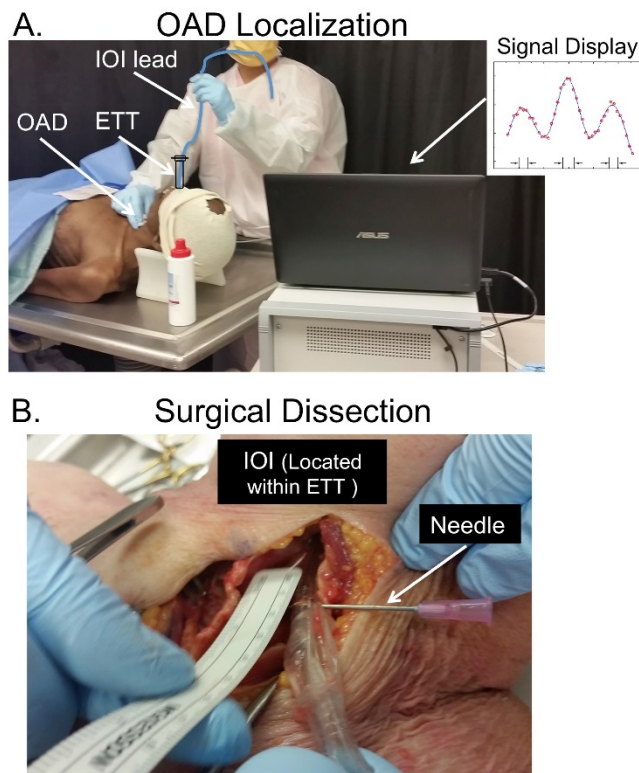 A. OAD Localization
IOI lead
Signal Display
OAD
ETT
ASUS
B. Surgical Dissection
IOI (Located
within ETT )
Needle